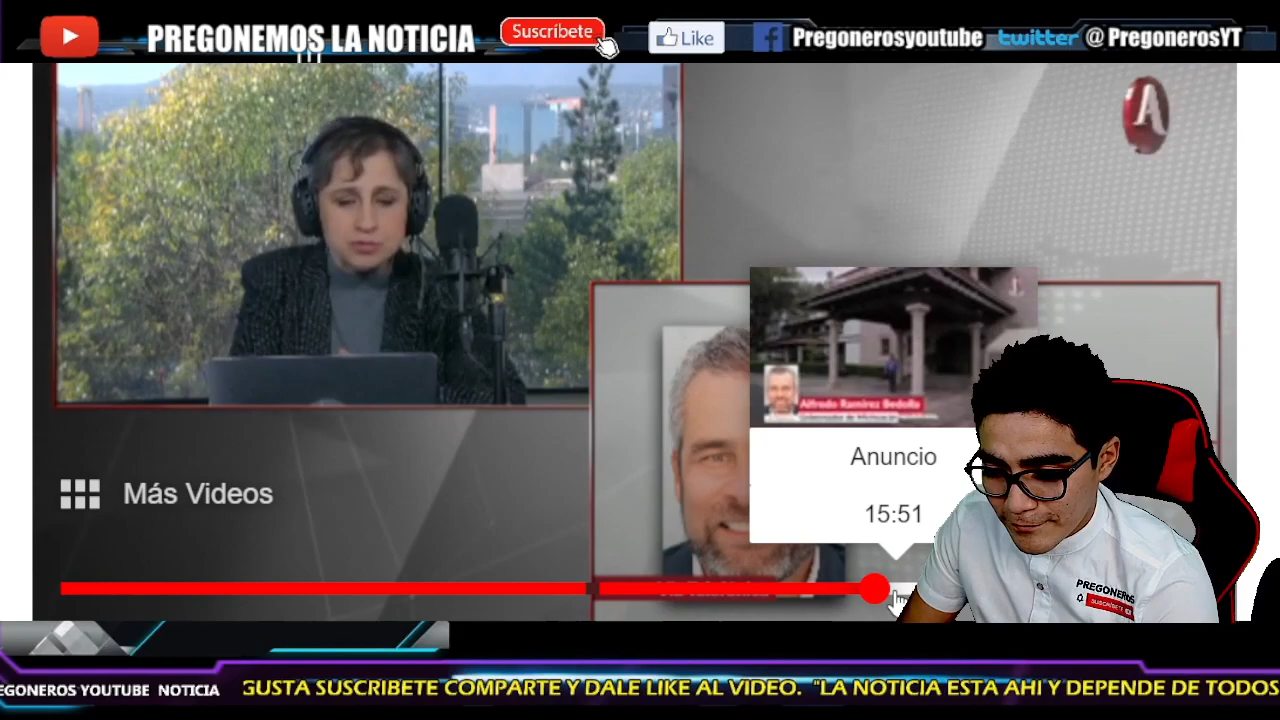 PREGONEMOS LA NOTICIA
Suscríbete
Like
f Pregonerosyoutube
twitter @PregonerosYT
A
Alfredo Ramírez Bedolla
Anuncio
15:51
Más Videos
PREGONEROS
SUSCRÍBETE
EGONEROS YOUTUBE NOTICIA
GUSTA SUSCRIBETE COMPARTE Y DALE LIKE AL VIDEO. "LA NOTICIA ESTA AHI Y DEPENDE DE TODOS